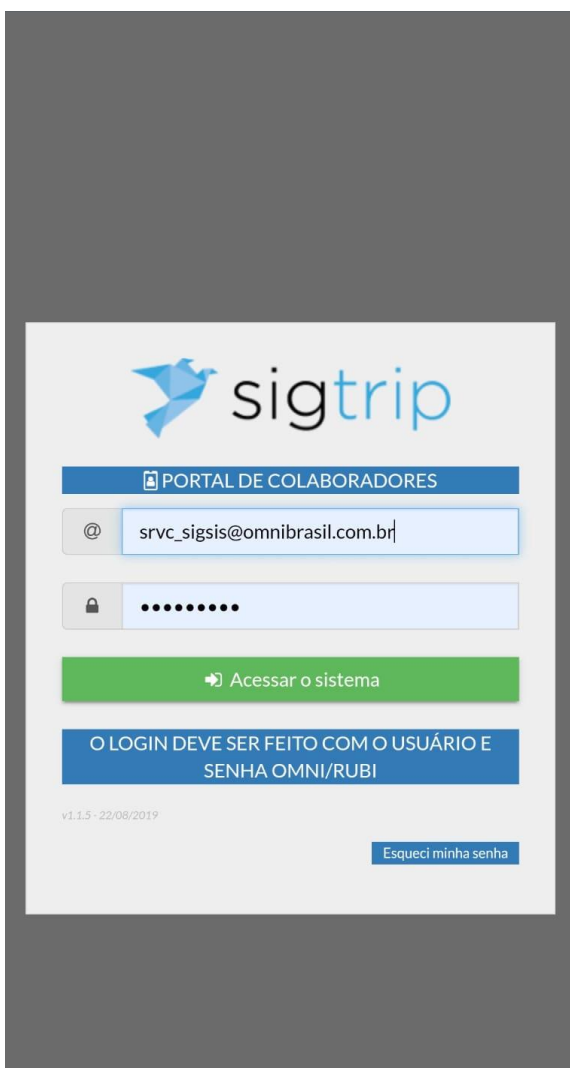 sigtrip
PORTAL DE COLABORADORES
@
srvc_sigsis@omnibrasil.com.br
•••••••••
Acessar o sistema
O LOGIN DEVE SER FEITO COM O USUÁRIO E
SENHA OMNI/RUBI
v1.1.5 - 22/08/2019
Esqueci minha senha